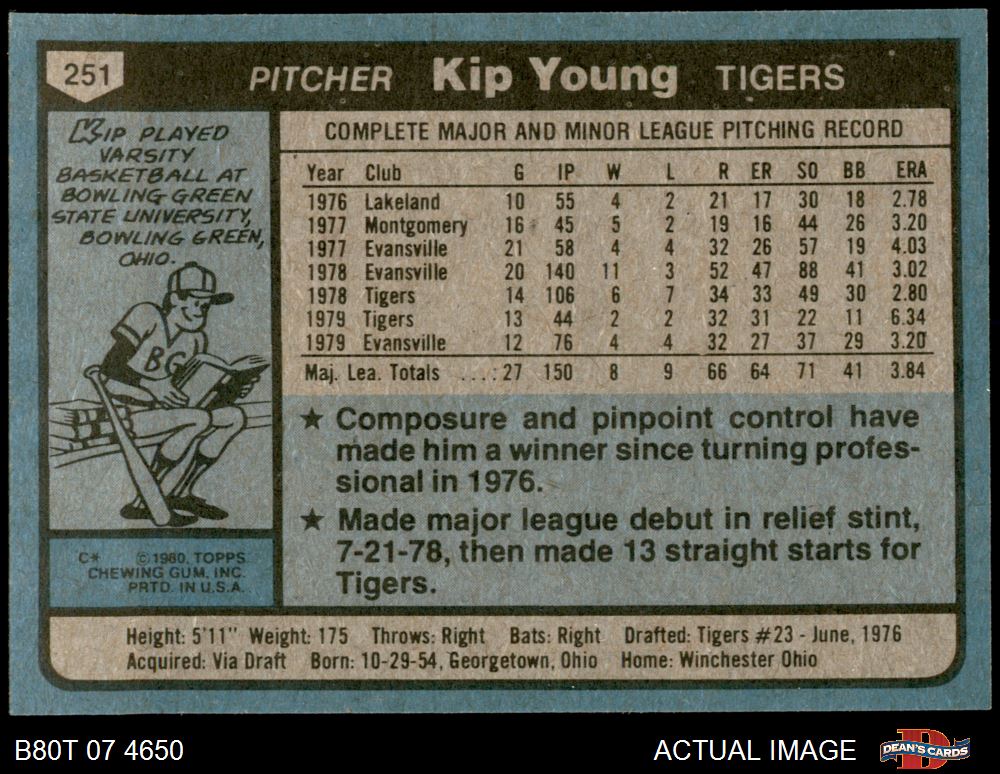 251 PITCHER Kip Young TIGERS
KIP PLAYED
VARSITY
BASKETBALL AT
BOWLING GREEN
STATE UNIVERSITY,
BOWLING GREEN,
OHIO.
BG
C* © 1980, TOPPS
CHEWING GUM, INC.
PRTD. IN U.S.A.
COMPLETE MAJOR AND MINOR LEAGUE PITCHING RECORD
Year Club G IP W L R ER SO BB ERA
1976 Lakeland 10 55 4 2 21 17 30 18 2.78
1977 Montgomery 16 45 5 2 19 16 44 26 3.20
1977 Evansville 21 58 4 4 32 26 57 19 4.03
1978 Evansville 20 140 11 3 52 47 88 41 3.02
1978 Tigers 14 106 6 7 34 33 49 30 2.80
1979 Tigers 13 44 2 2 32 31 22 11 6.34
1979 Evansville 12 76 4 4 32 27 37 29 3.20
Maj. Lea. Totals ....: 27 150 8 9 66 64 71 41 3.84
★ Composure and pinpoint control have
made him a winner since turning profes-
sional in 1976.
★ Made major league debut in relief stint,
7-21-78, then made 13 straight starts for
Tigers.
Height: 5'11" Weight: 175 Throws: Right Bats: Right Drafted: Tigers #23 - June, 1976
Acquired: Via Draft Born: 10-29-54, Georgetown, Ohio Home: Winchester Ohio
B80T 07 4650 ACTUAL IMAGE DEAN'S CARDS